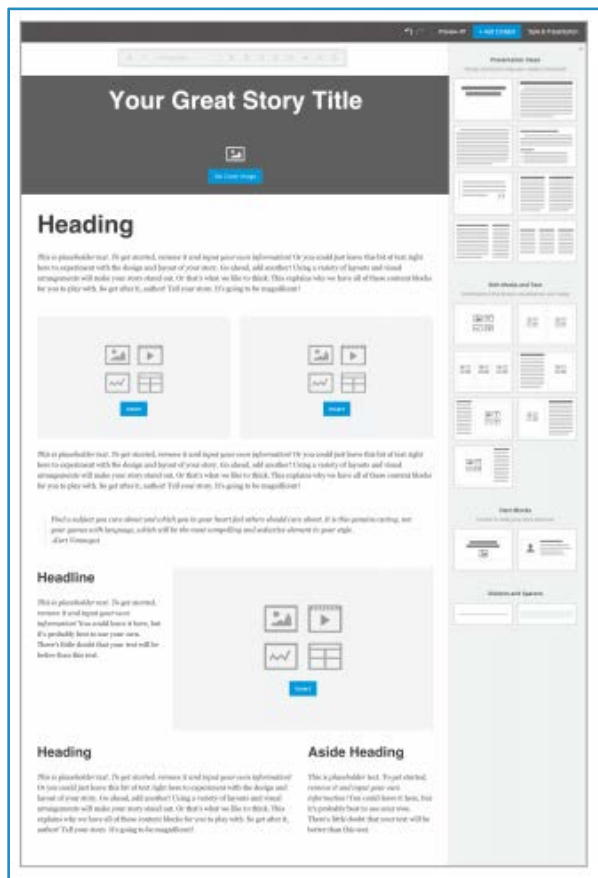 Preview Off + Add Content Style & Presentation
Your Great Story Title
Set Cover Image
Presentation Ideas
Heading
This is placeholder text. To get started, remove it and input your own information! Or you could just leave this bit of text right
here to experiment with the design and layout of your story. Go ahead, add another! Using a variety of layouts and visual
arrangements will make your story stand out. Or that's what we like to think. This explains why we have all of these content blocks
for you to play with. So get after it, author! Tell your story. It's going to be magnificent!
Insert
Insert
Rich Media and Text
This is placeholder text. To get started, remove it and input your own information! Or you could just leave this bit of text right
here to experiment with the design and layout of your story. Go ahead, add another! Using a variety of layouts and visual
arrangements will make your story stand out. Or that's what we like to think. This explains why we have all of these content blocks
for you to play with. So get after it, author! Tell your story. It's going to be magnificent!
Find a subject you care about and which you in your heart feel others should care about. It is this genuine caring, not
your games with language, which will be the most compelling and seductive element in your style.
-Kurt Vonnegut
Hero Blocks
Dividers and Spacers
Headline
This is placeholder text. To get started,
remove it and input your own
information! You could leave it here, but
it's probably best to use your own.
There's little doubt that your text will be
better than this text.
Insert
Heading
This is placeholder text. To get started, remove it and input your own information!
Or you could just leave this bit of text right here to experiment with the design and
layout of your story. Go ahead, add another! Using a variety of layouts and visual
arrangements will make your story stand out. Or that's what we like to think. This
explains why we have all of these content blocks for you to play with. So get after it,
author! Tell your story. It's going to be magnificent!
Aside Heading
This is placeholder text. To get started,
remove it and input your own
information! You could leave it here, but
it's probably best to use your own.
There's little doubt that your text will be
better than this text.